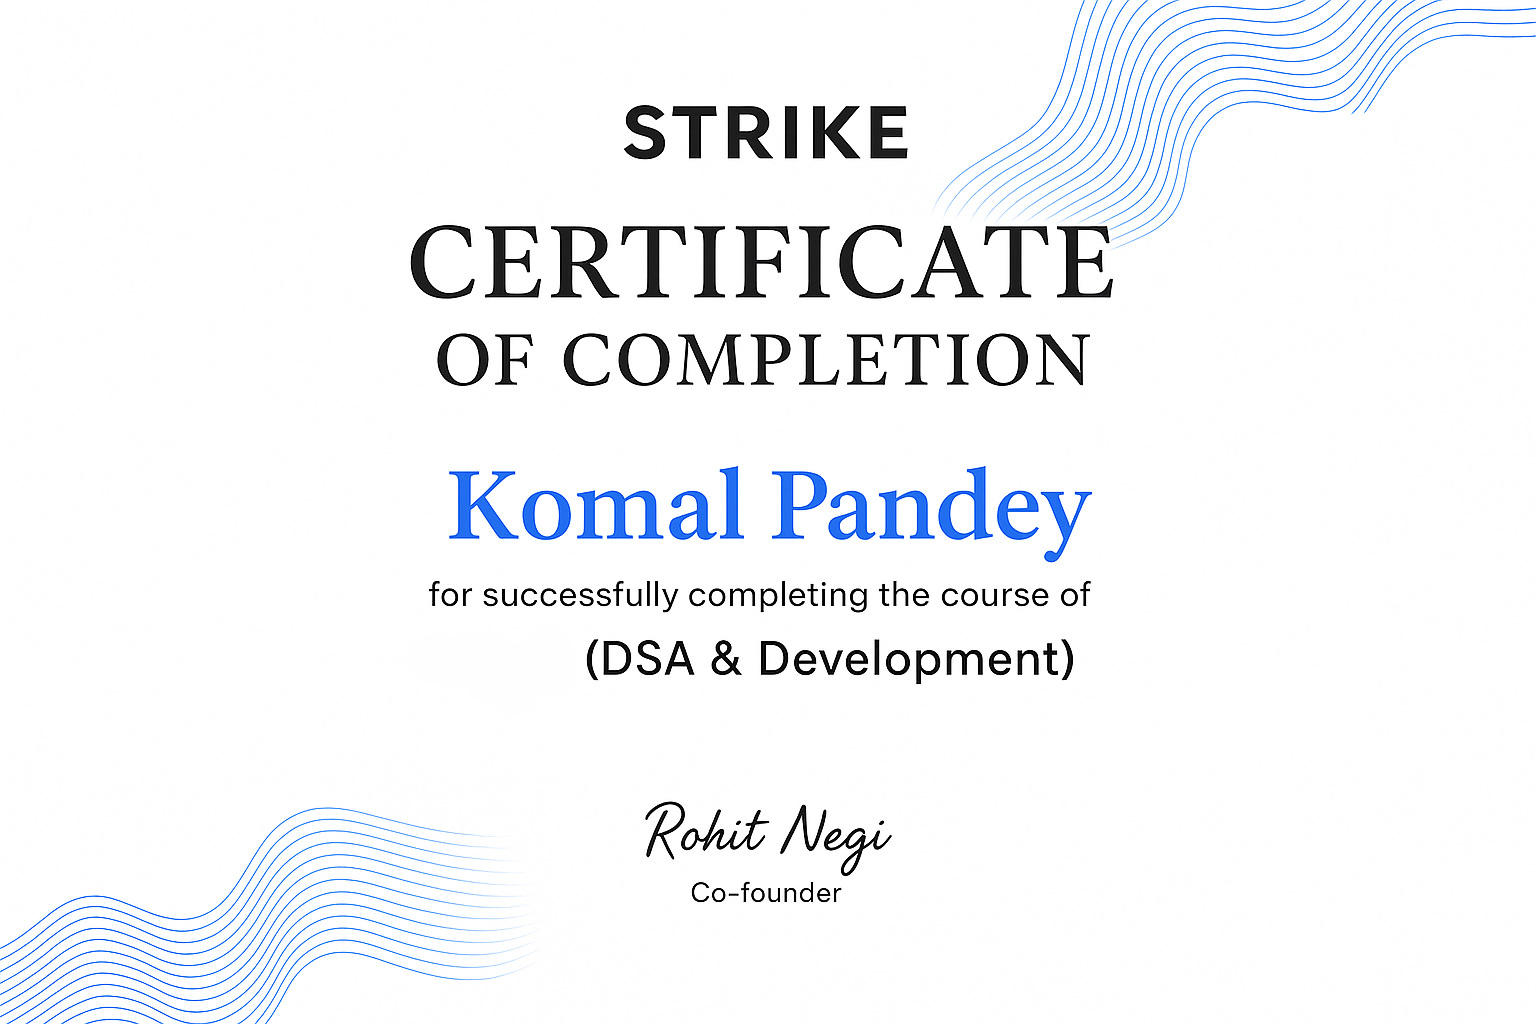 STRIKE
CERTIFICATE
OF COMPLETION
Komal Pandey
for successfully completing the course of
(DSA & Development)
Rohit Negi
Co-founder